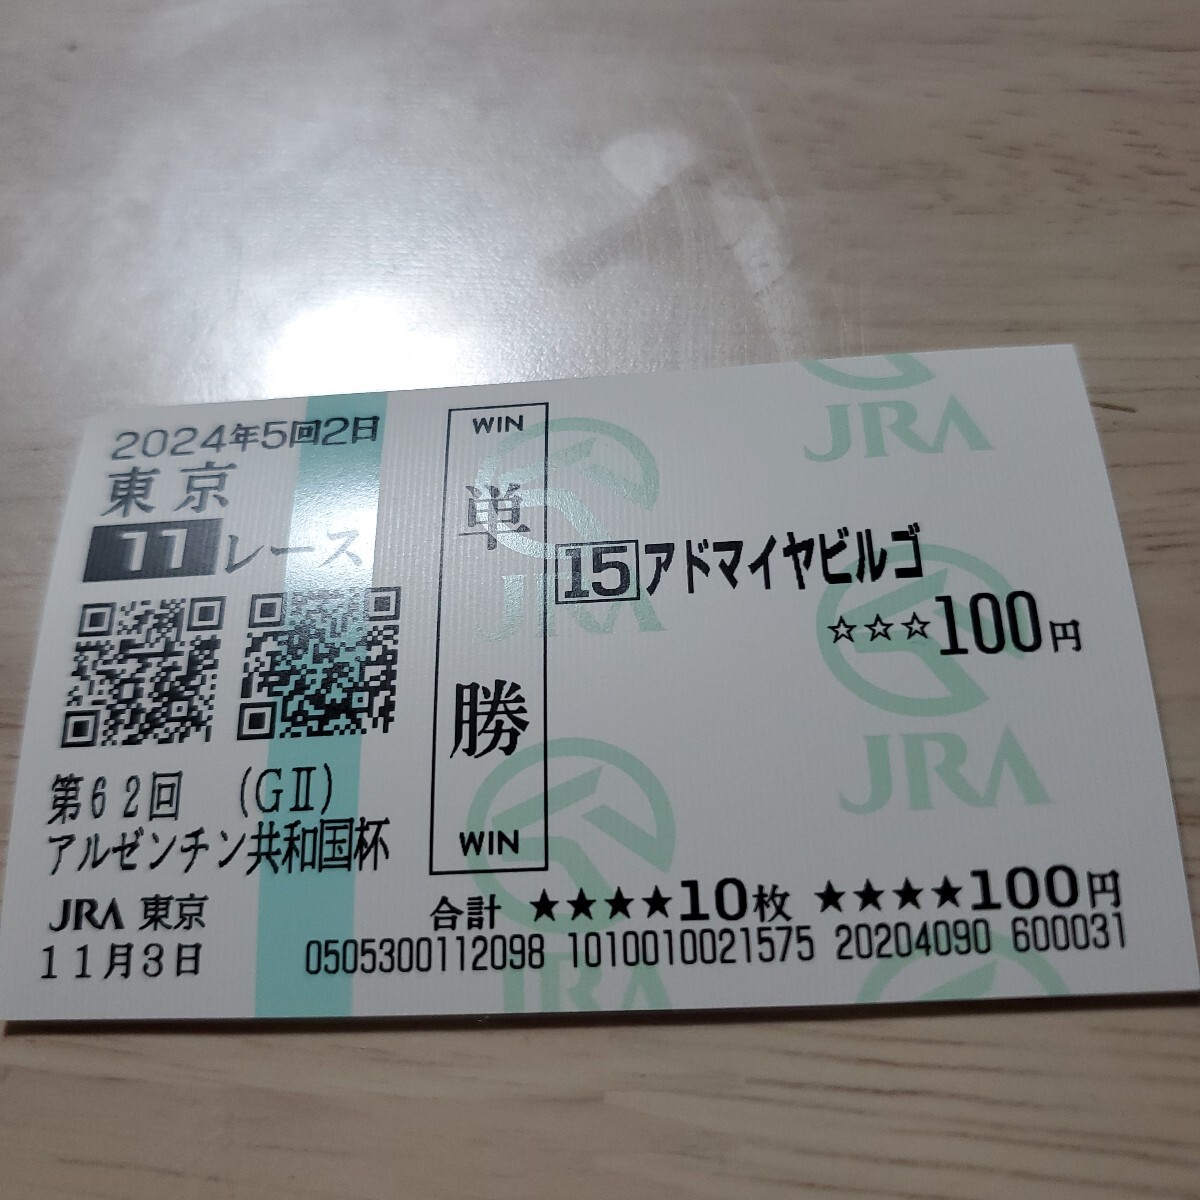 2024年5回2日
東京
11レース
第62回 (GⅡ)
アルゼンチン共和国杯
JRA 東京
11月3日
WIN
単勝
WIN
15 アドマイヤビルゴ
☆☆☆100円
合計 ★★★★10枚 ★★★★100円
0505300112098 1010010021575 20204090 600031
JRA
JRA
JRA
JRA